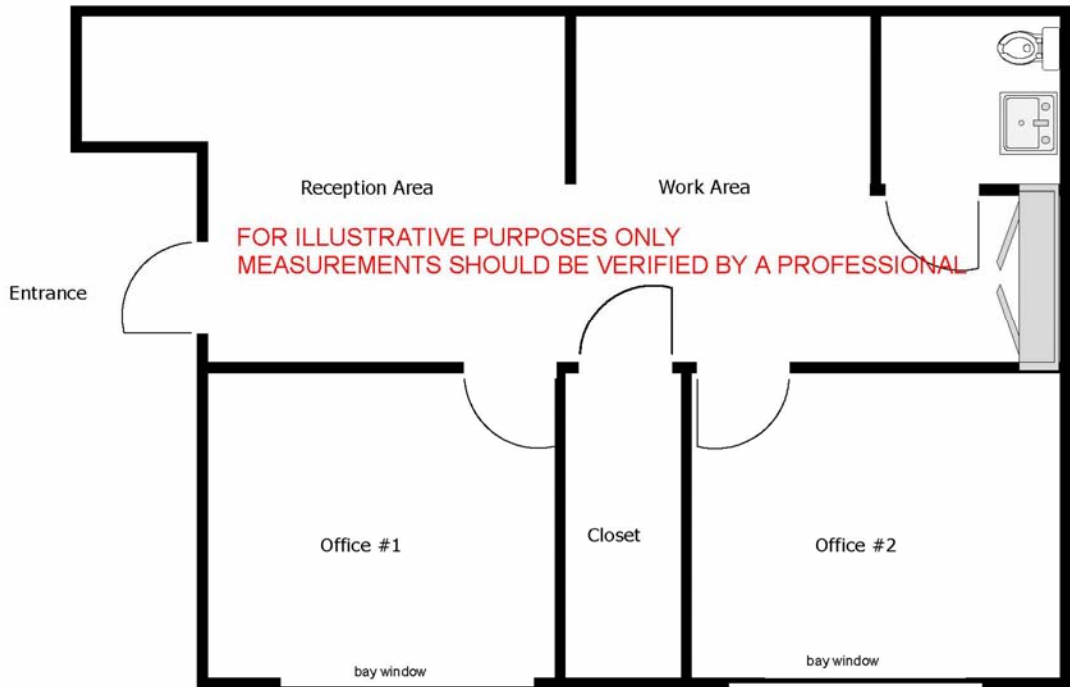 Reception Area
Work Area
FOR ILLUSTRATIVE PURPOSES ONLY
MEASUREMENTS SHOULD BE VERIFIED BY A PROFESSIONAL
Entrance
Office #1
Closet
Office #2
bay window
bay window